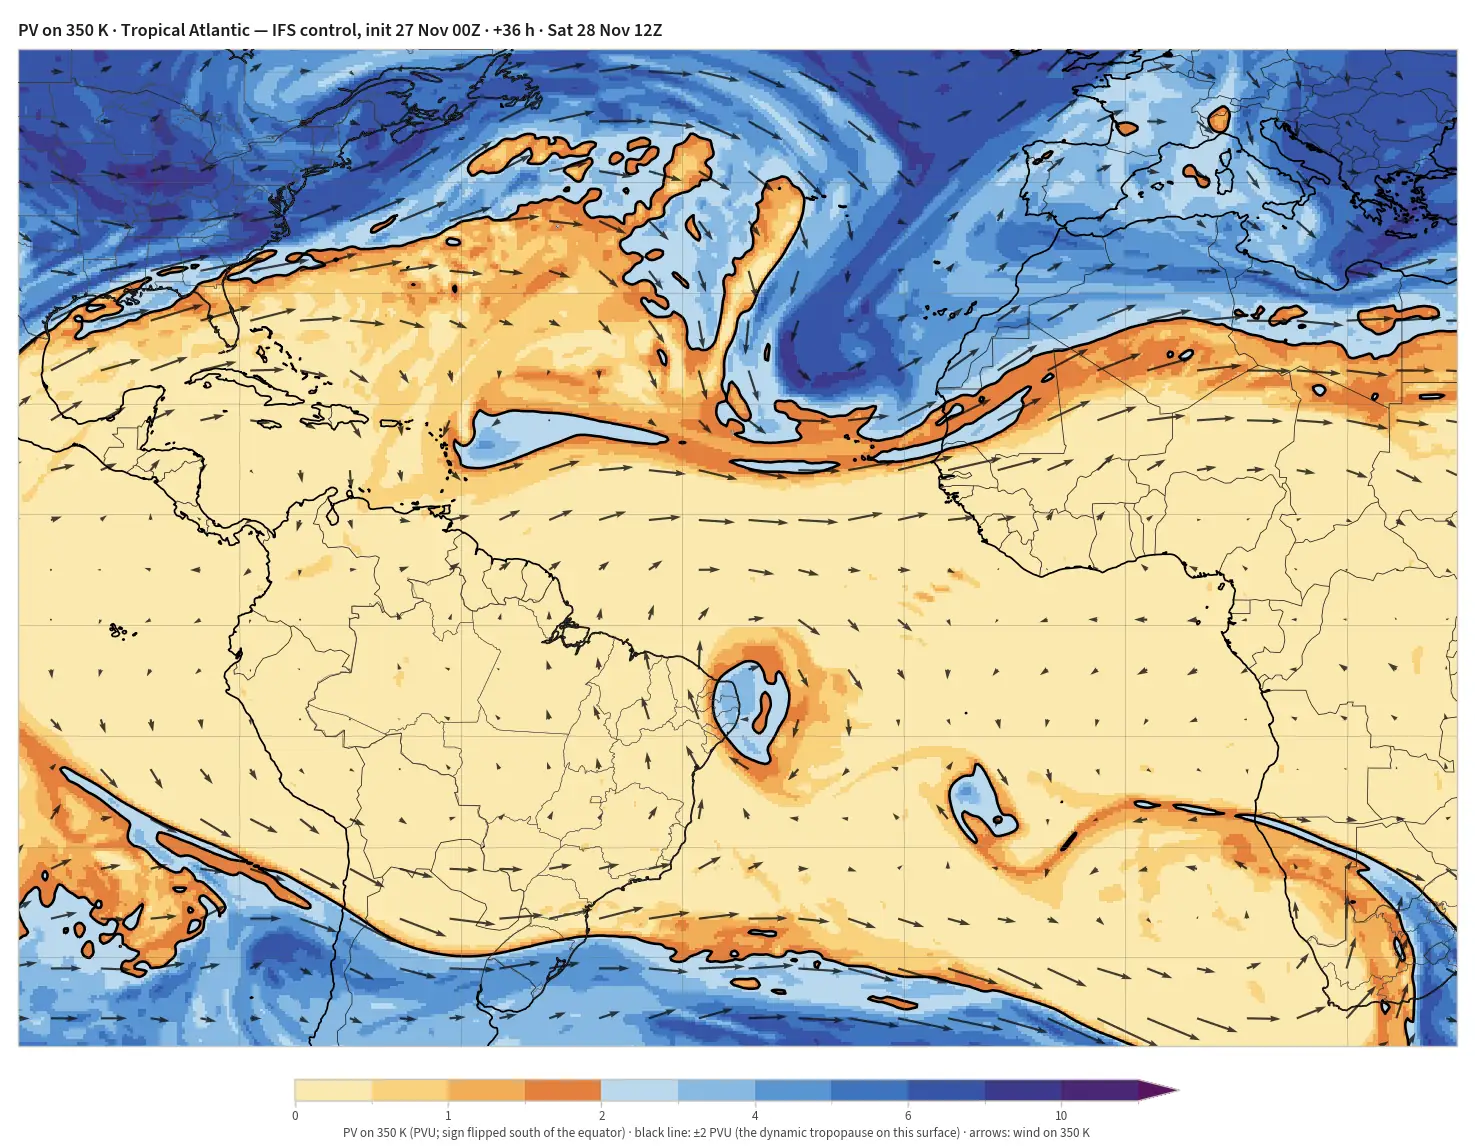 PV on 350 K · Tropical Atlantic — IFS control, init 27 Nov 00Z · +36 h · Sat 28 Nov 12Z
0 1 2 4 6 10
PV on 350 K (PVU; sign flipped south of the equator) · black line: ±2 PVU (the dynamic tropopause on this surface) · arrows: wind on 350 K